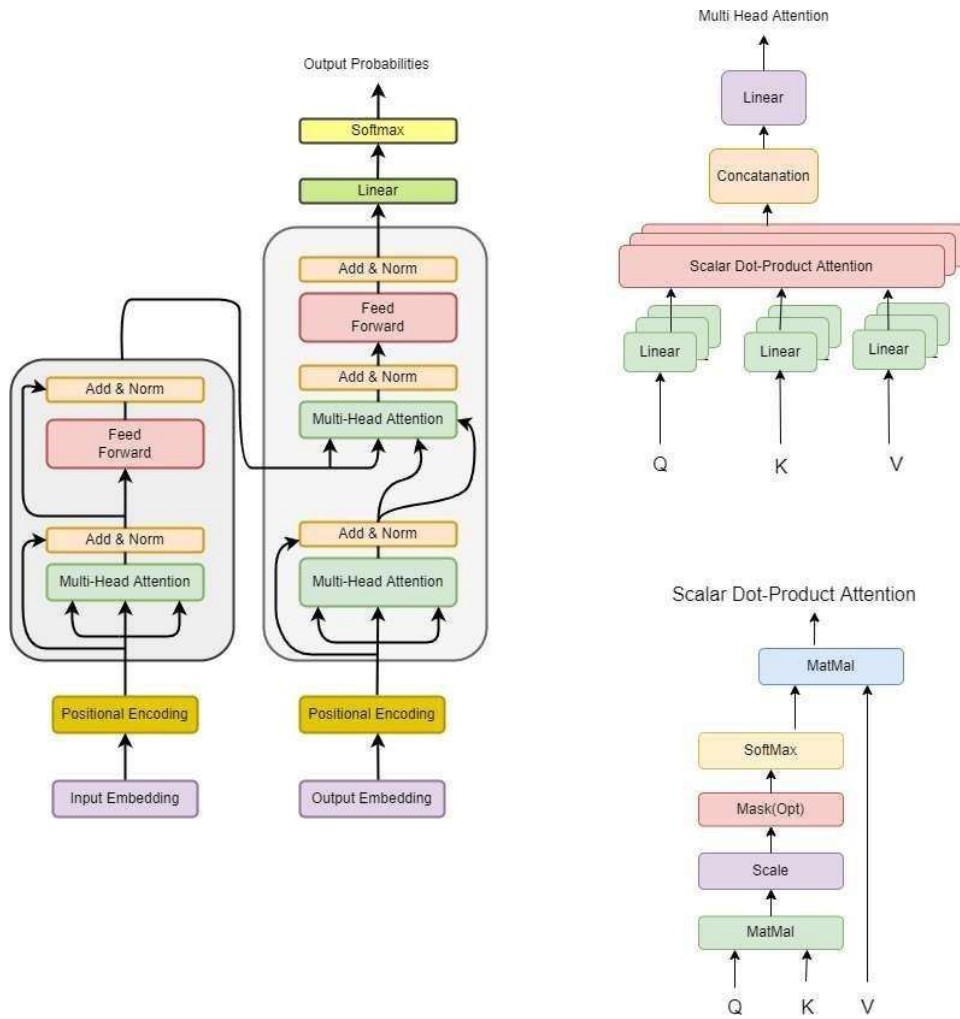 Output Probabilities
Softmax
Linear
Add & Norm
Feed
Forward
Add & Norm
Multi-Head Attention
Add & Norm
Multi-Head Attention
Positional Encoding
Output Embedding
Add & Norm
Feed
Forward
Add & Norm
Multi-Head Attention
Positional Encoding
Input Embedding
Multi Head Attention
Linear
Concatanation
Scalar Dot-Product Attention
Linear
Linear
Linear
Q
K
V
Scalar Dot-Product Attention
MatMal
SoftMax
Mask(Opt)
Scale
MatMal
Q
K
V